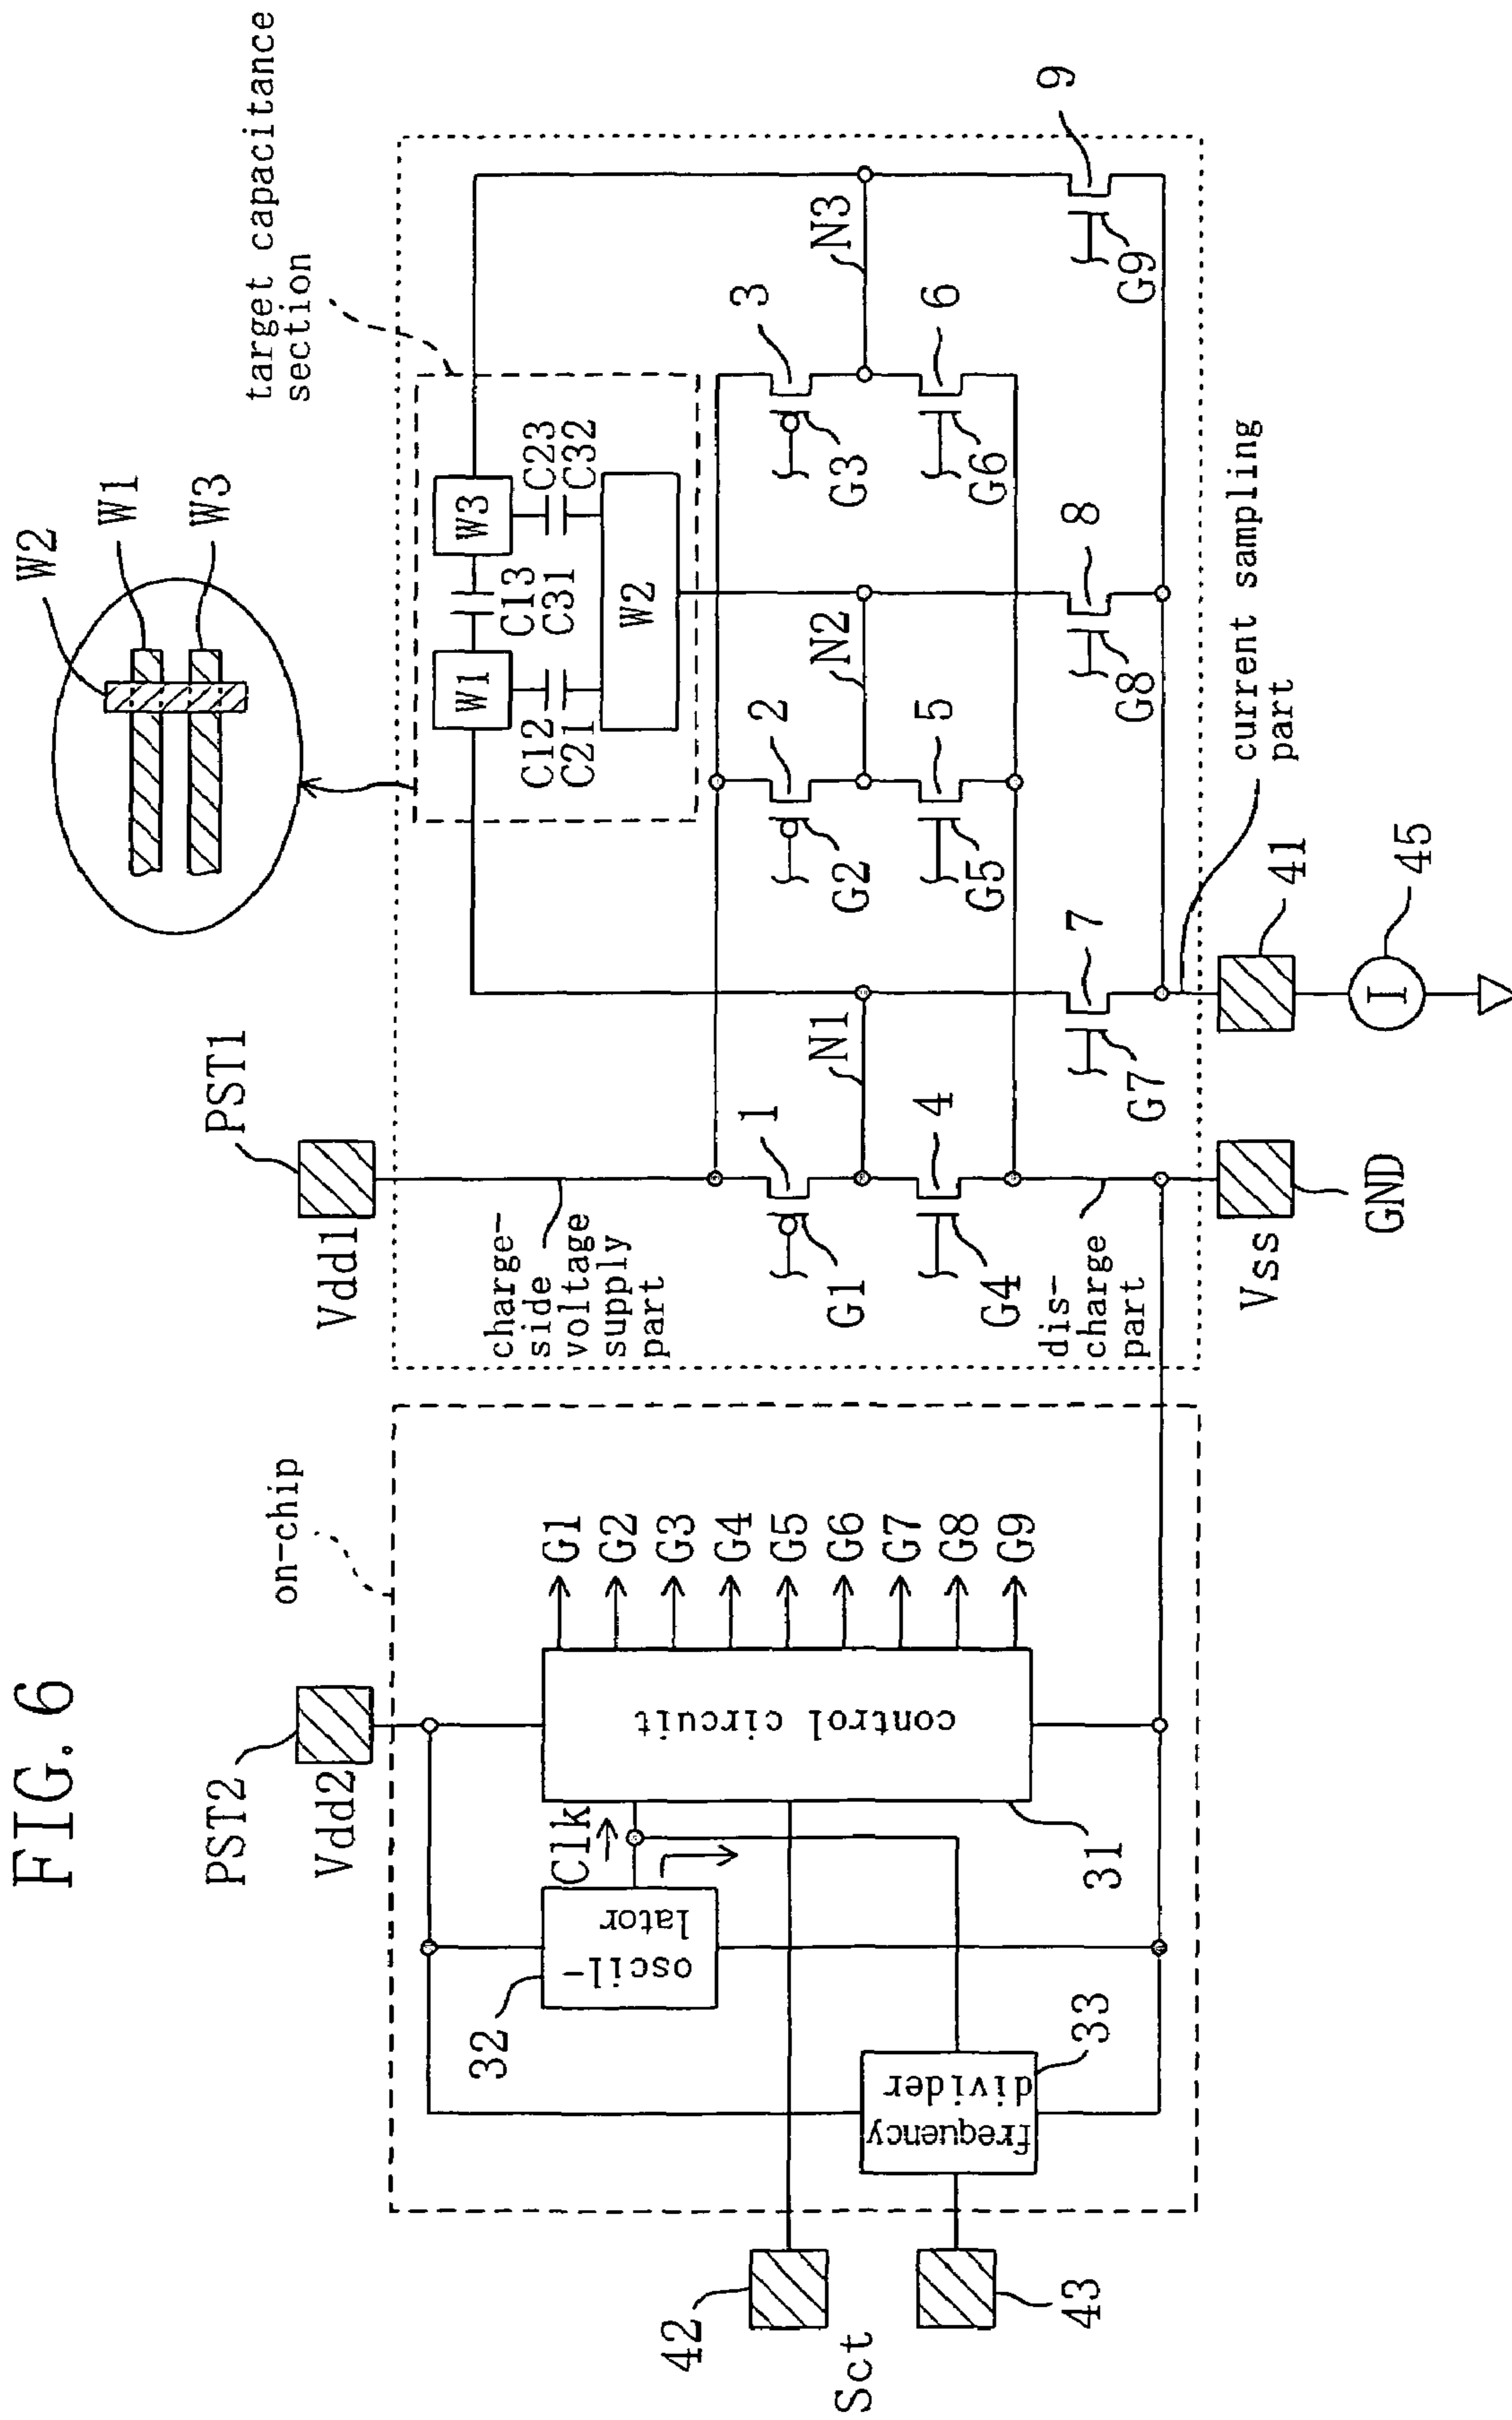 FIG. 6
PST2
Vdd2
on-chip
Clk
oscil-
lator
32
control circuit
31
G1
G2
G3
G4
G5
G6
G7
G8
G9
frequency
divider
33
42
Sct
43
PST1
Vdd1
charge-
side
voltage
supply
part
dis-
charge
part
Vss
GND
W2
W1
W3
target capacitance
section
W1
W3
W2
C12
C21
C13
C31
C23
C32
1
G1
N1
4
G4
2
G2
N2
5
G5
3
G3
N3
6
G6
7
G7
8
G8
9
G9
current sampling
part
41
I
45